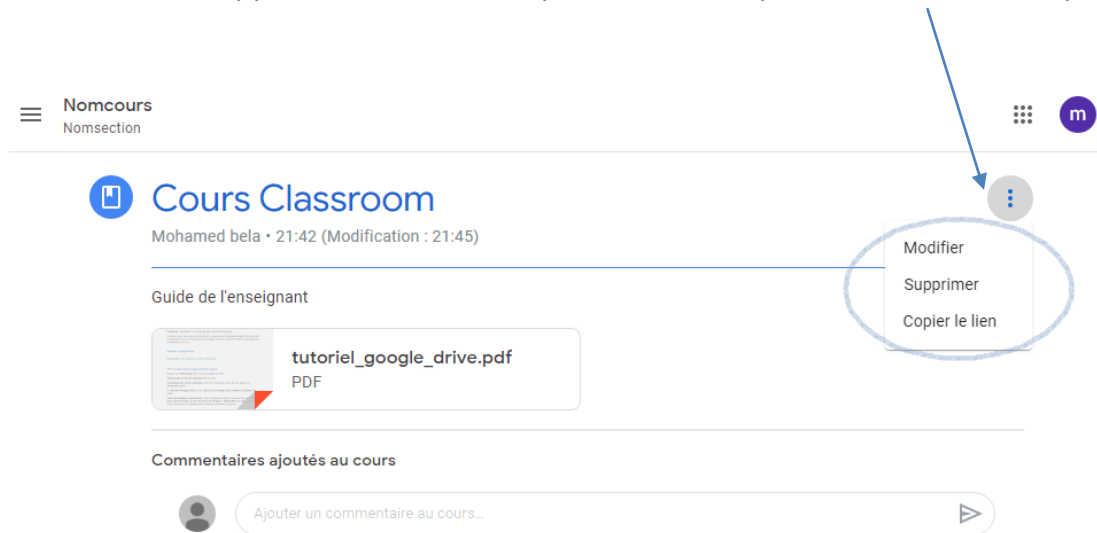 Nomcours
Nomsection
m
Cours Classroom
Mohamed bela • 21:42 (Modification : 21:45)
Modifier
Supprimer
Copier le lien
Guide de l'enseignant
tutoriel_google_drive.pdf
PDF
Commentaires ajoutés au cours
Ajouter un commentaire au cours...